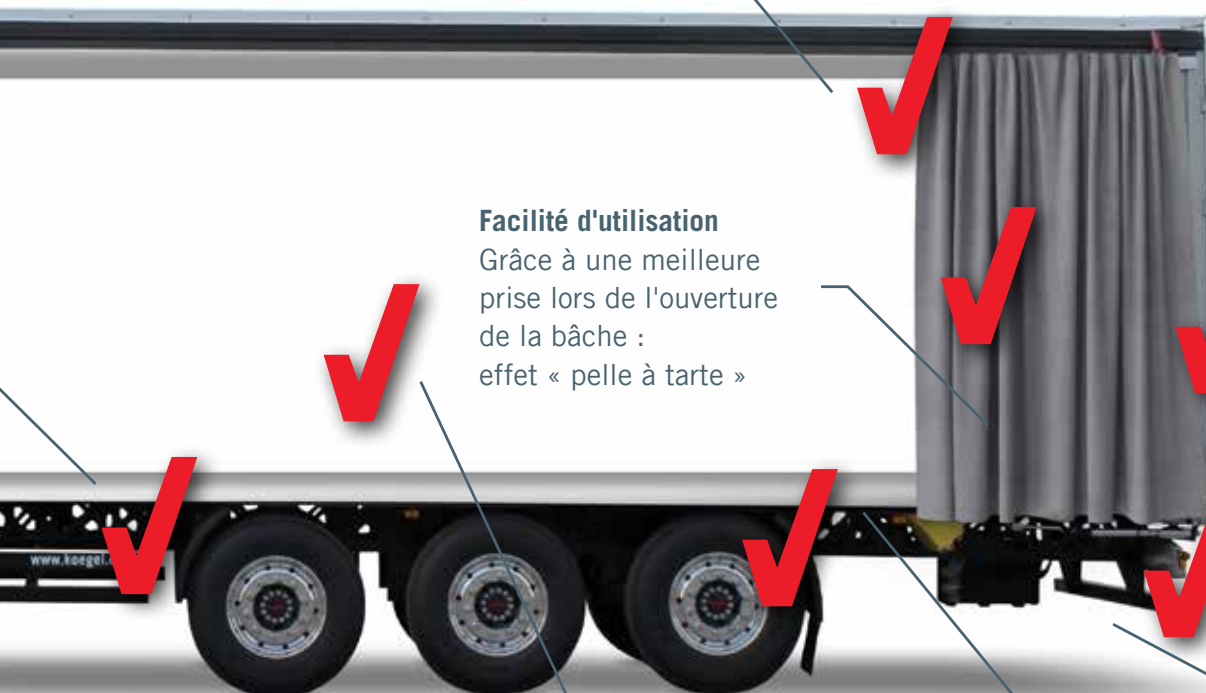 Facilité d'utilisation
Grâce à une meilleure
prise lors de l'ouverture
de la bâche :
effet « pelle à tarte »
www.koegel.